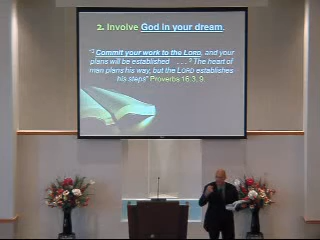 2. Involve God in your dream.
"³ Commit your work to the LORD, and your
plans will be established . . . ⁹ The heart of
man plans his way, but the LORD establishes
his steps" Proverbs 16:3, 9.